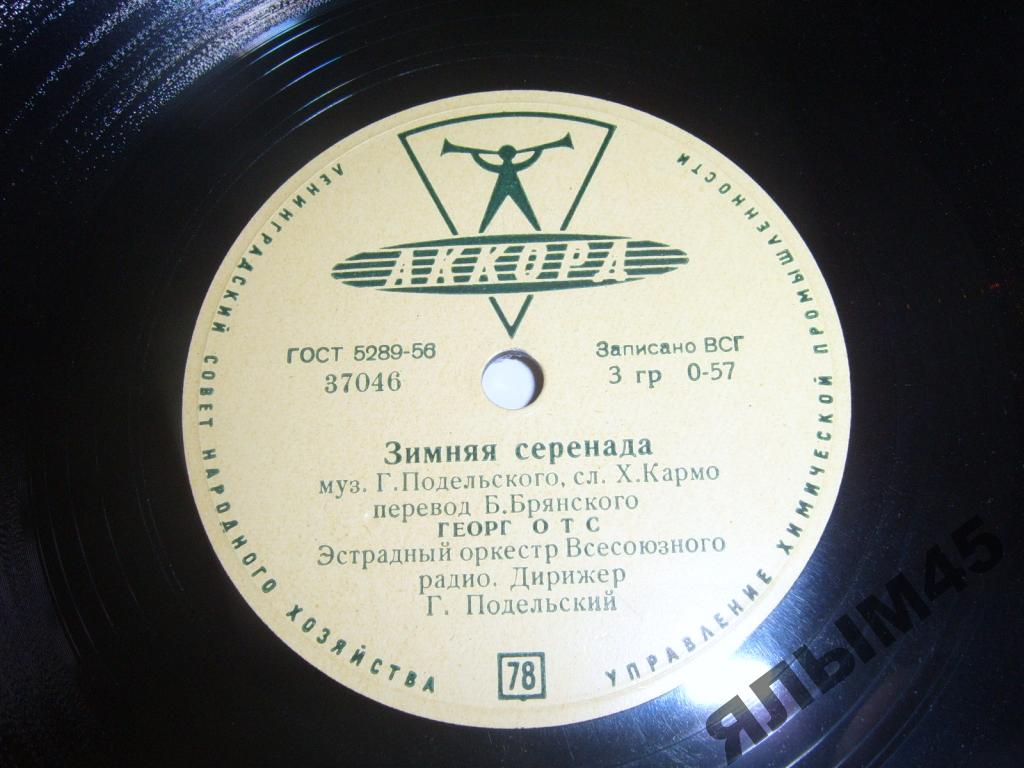 АККОРД
ЛЕНИНГРАДСКИЙ СОВЕТ НАРОДНОГО ХОЗЯЙСТВА
УПРАВЛЕНИЕ ХИМИЧЕСКОЙ ПРОМЫШЛЕННОСТИ
ГОСТ 5289-56
37046
Записано ВСГ
3 гр 0-57
Зимняя серенада
муз. Г.Подельского, сл. Х.Кармо
перевод Б.Брянского
ГЕОРГ ОТС
Эстрадный оркестр Всесоюзного
радио. Дирижер
Г. Подельский
78
ЯЛЫМ45